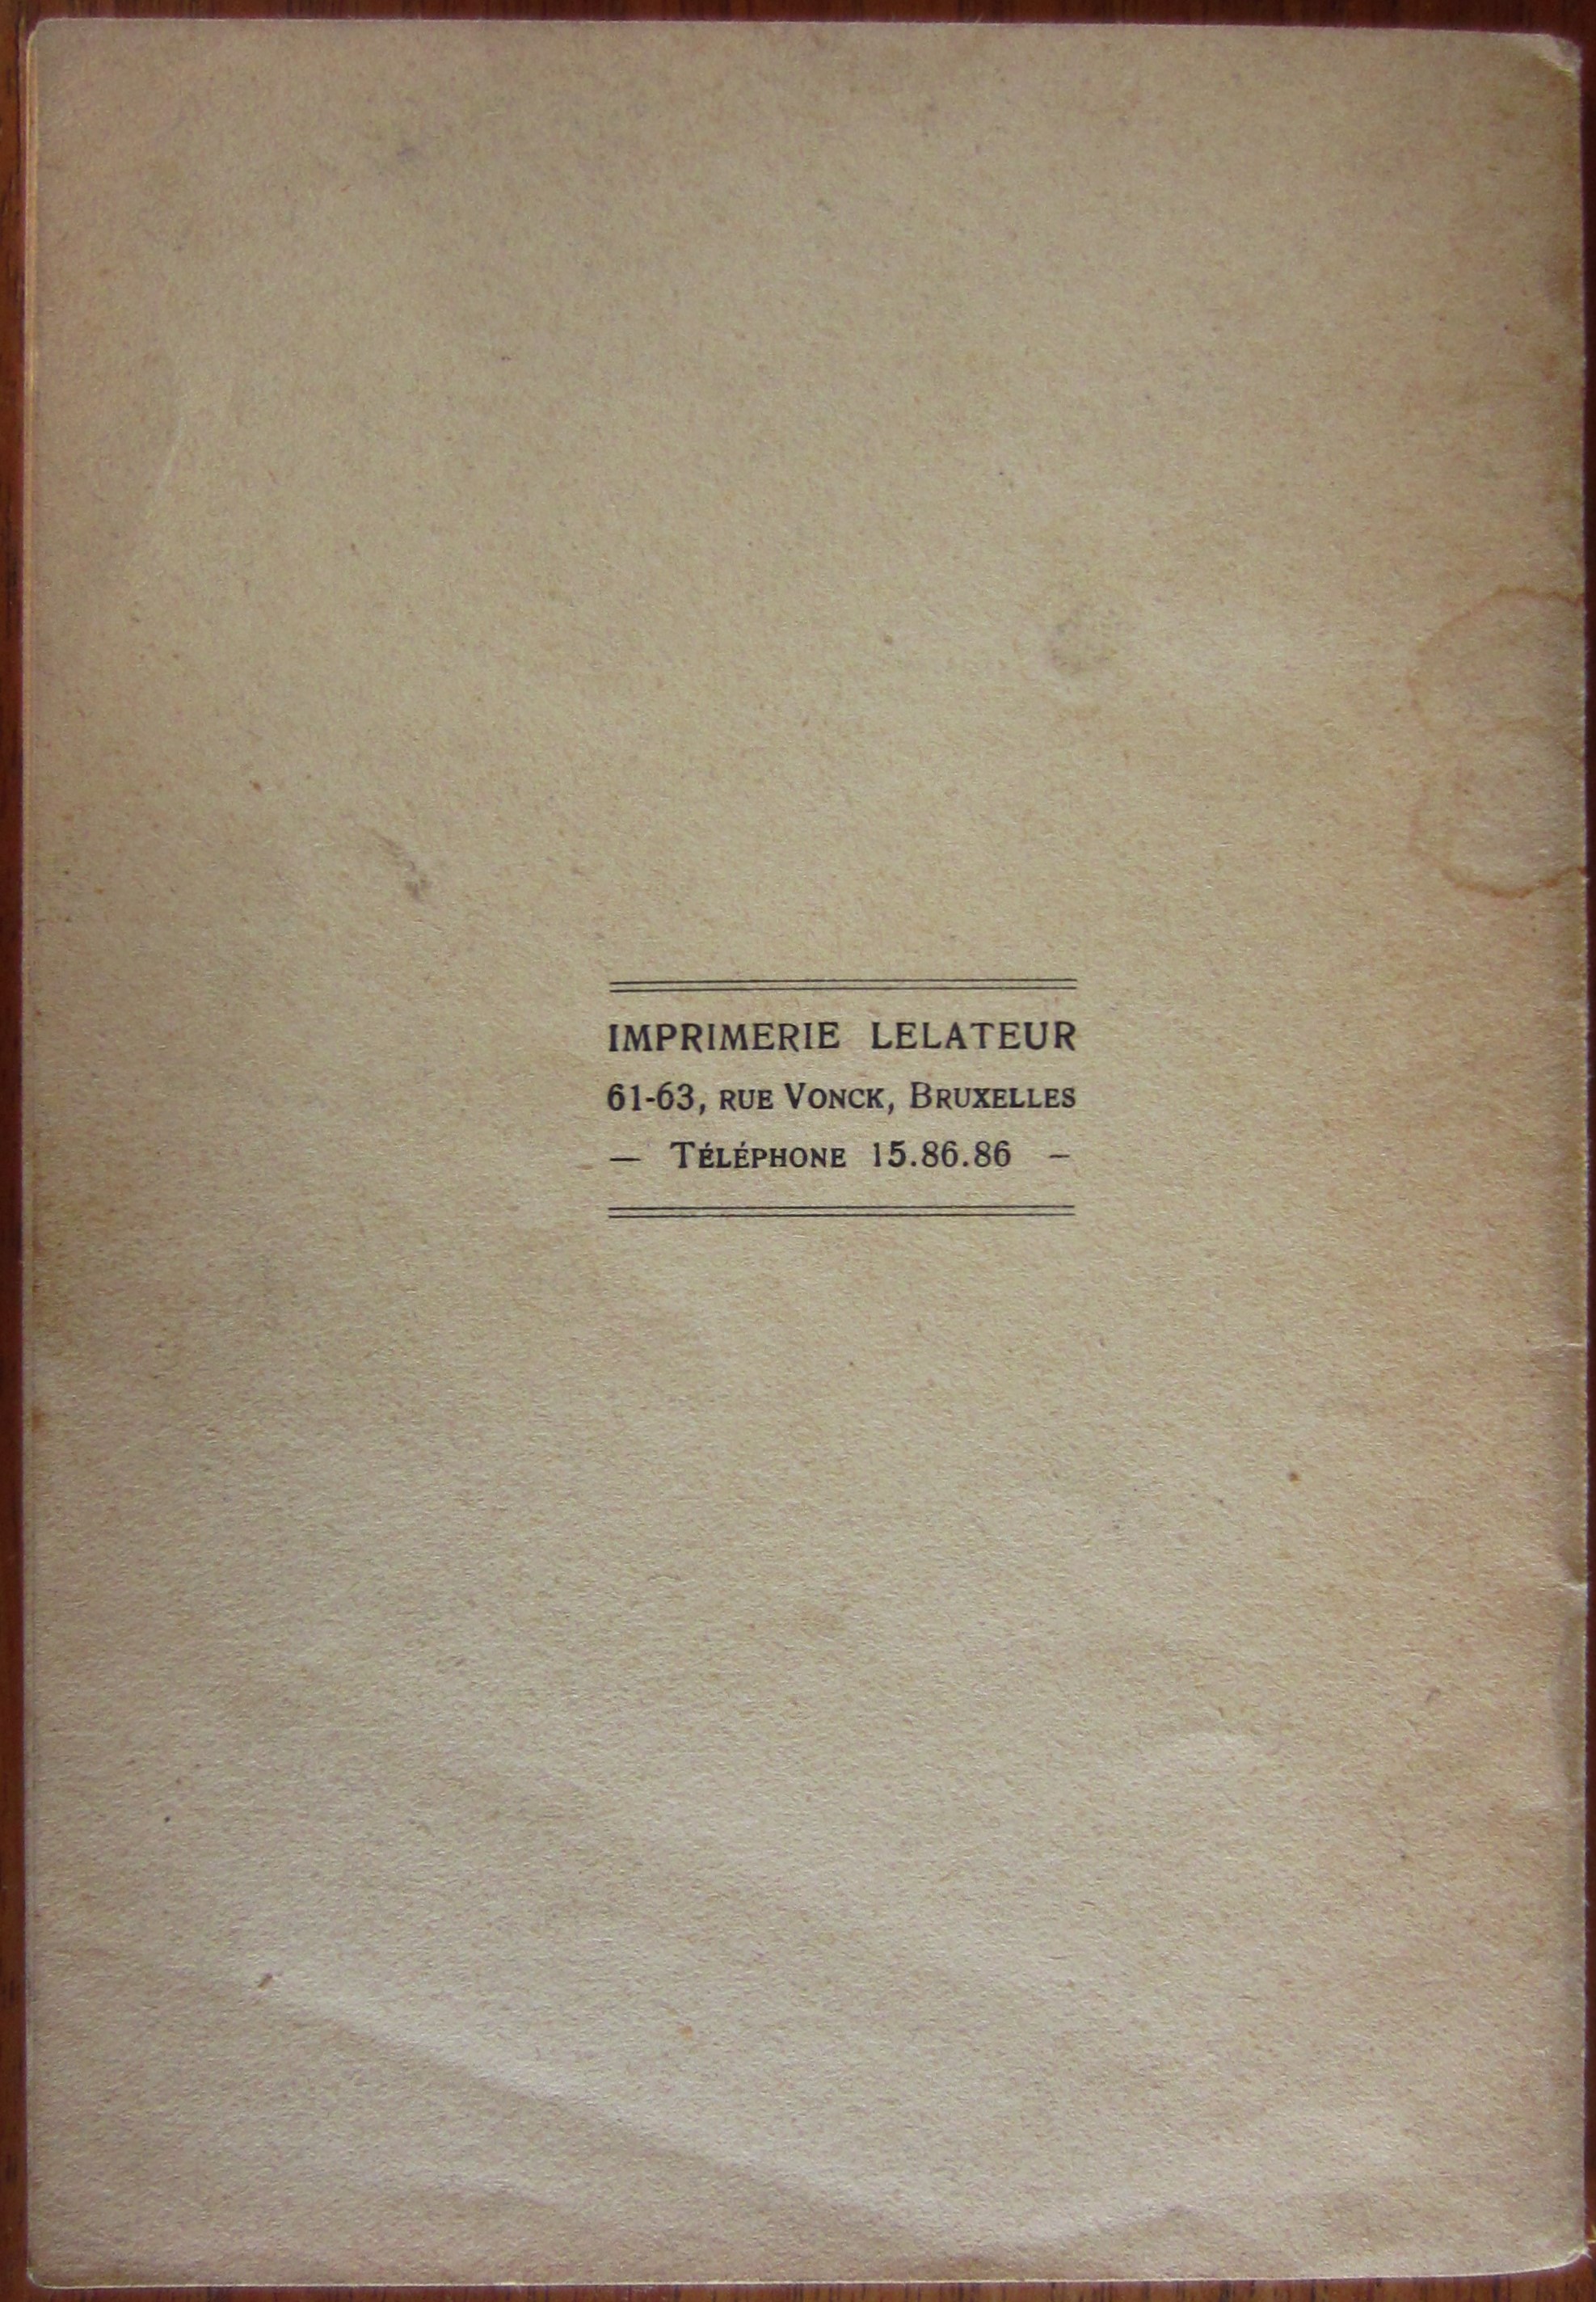 IMPRIMERIE LELATEUR
61-63, RUE VONCK, BRUXELLES
— TÉLÉPHONE 15.86.86 —